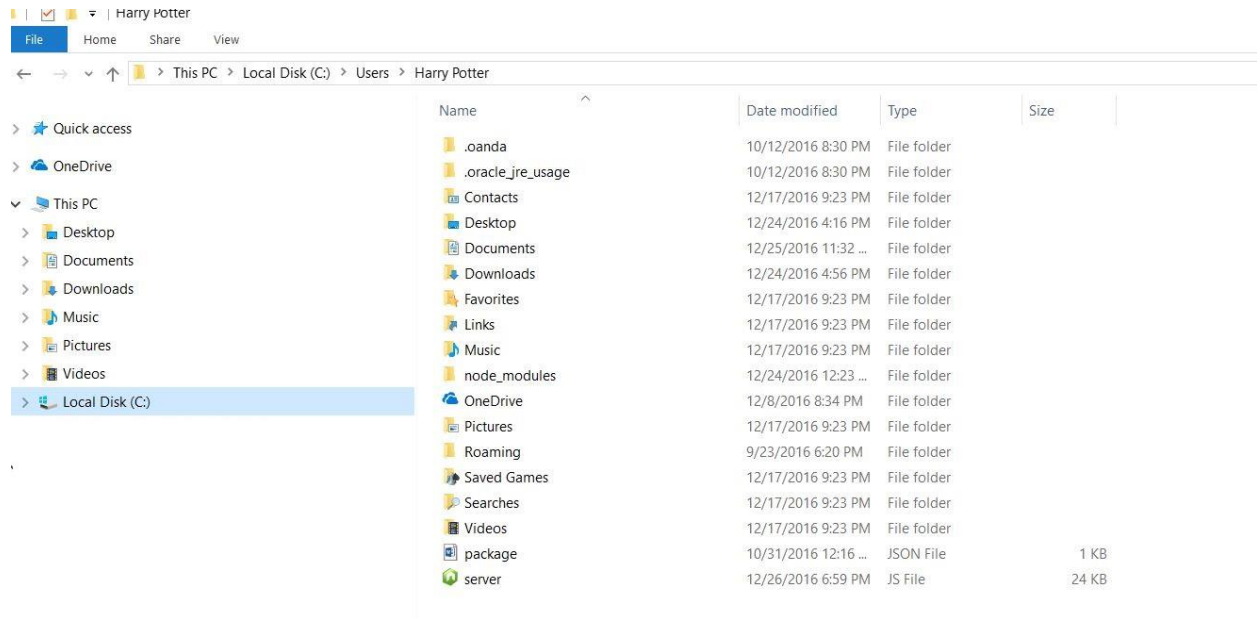 Harry Potter
File Home Share View
This PC > Local Disk (C:) > Users > Harry Potter
Quick access
OneDrive
This PC
Desktop
Documents
Downloads
Music
Pictures
Videos
Local Disk (C:)
Name Date modified Type Size
.oanda 10/12/2016 8:30 PM File folder
.oracle_jre_usage 10/12/2016 8:30 PM File folder
Contacts 12/17/2016 9:23 PM File folder
Desktop 12/24/2016 4:16 PM File folder
Documents 12/25/2016 11:32 ... File folder
Downloads 12/24/2016 4:56 PM File folder
Favorites 12/17/2016 9:23 PM File folder
Links 12/17/2016 9:23 PM File folder
Music 12/17/2016 9:23 PM File folder
node_modules 12/24/2016 12:23 ... File folder
OneDrive 12/8/2016 8:34 PM File folder
Pictures 12/17/2016 9:23 PM File folder
Roaming 9/23/2016 6:20 PM File folder
Saved Games 12/17/2016 9:23 PM File folder
Searches 12/17/2016 9:23 PM File folder
Videos 12/17/2016 9:23 PM File folder
package 10/31/2016 12:16 ... JSON File 1 KB
server 12/26/2016 6:59 PM JS File 24 KB